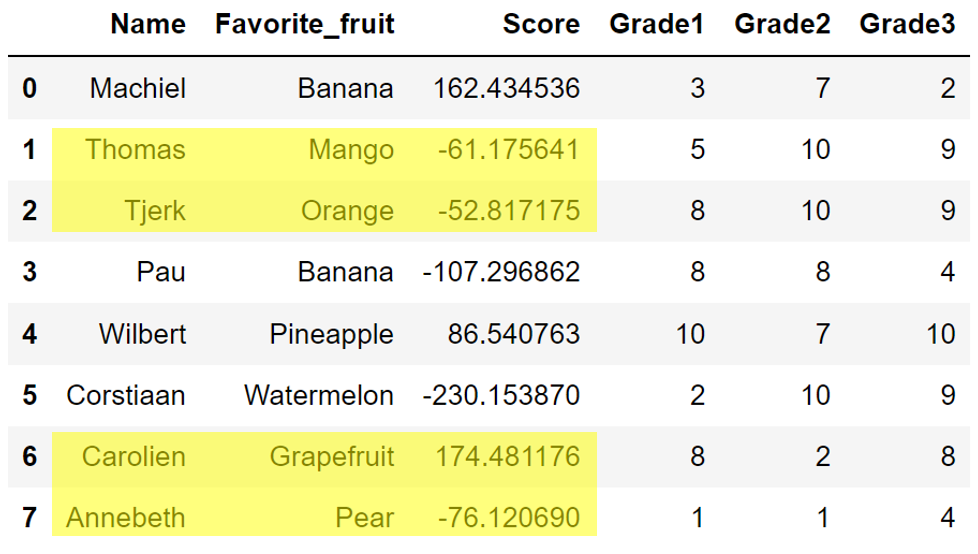 Name Favorite_fruit Score Grade1 Grade2 Grade3
0 Machiel Banana 162.434536 3 7 2
1 Thomas Mango -61.175641 5 10 9
2 Tjerk Orange -52.817175 8 10 9
3 Pau Banana -107.296862 8 8 4
4 Wilbert Pineapple 86.540763 10 7 10
5 Corstiaan Watermelon -230.153870 2 10 9
6 Carolien Grapefruit 174.481176 8 2 8
7 Annebeth Pear -76.120690 1 1 4